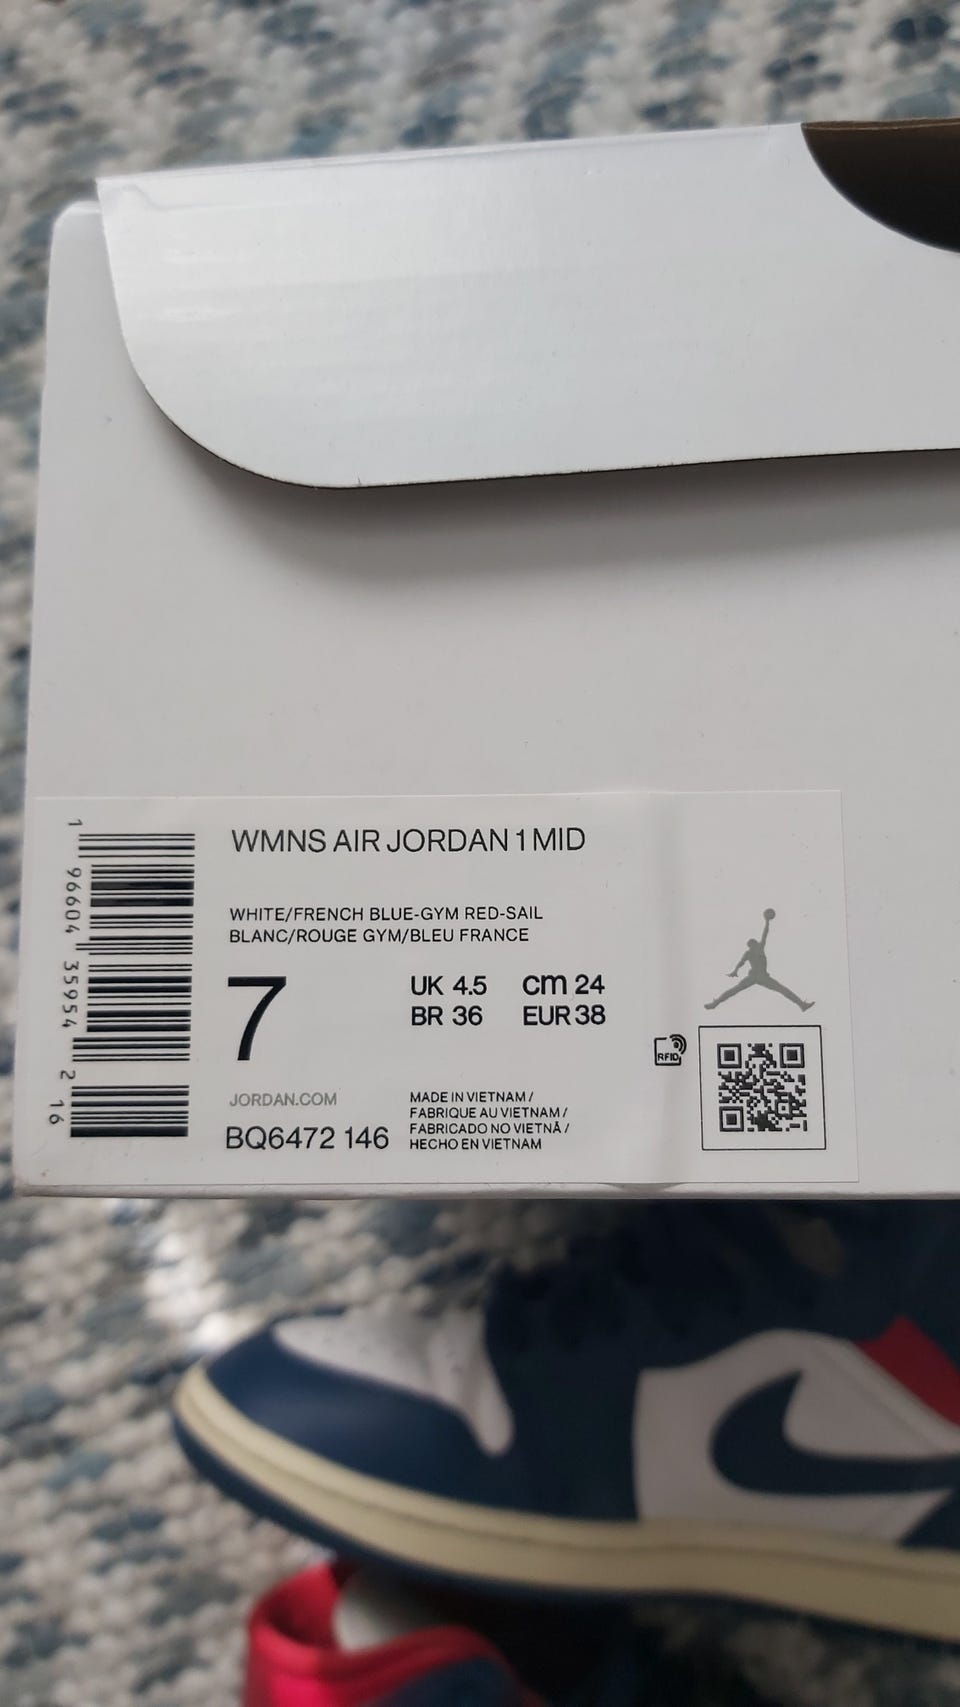 WMNS AIR JORDAN 1 MID
WHITE/FRENCH BLUE-GYM RED-SAIL
BLANC/ROUGE GYM/BLEU FRANCE
7
UK 4.5 cm 24
BR 36 EUR 38
RFID
JORDAN.COM
BQ6472 146
MADE IN VIETNAM /
FABRIQUE AU VIETNAM /
FABRICADO NO VIETNÃ /
HECHO EN VIETNAM
1 96604 35954 2 16